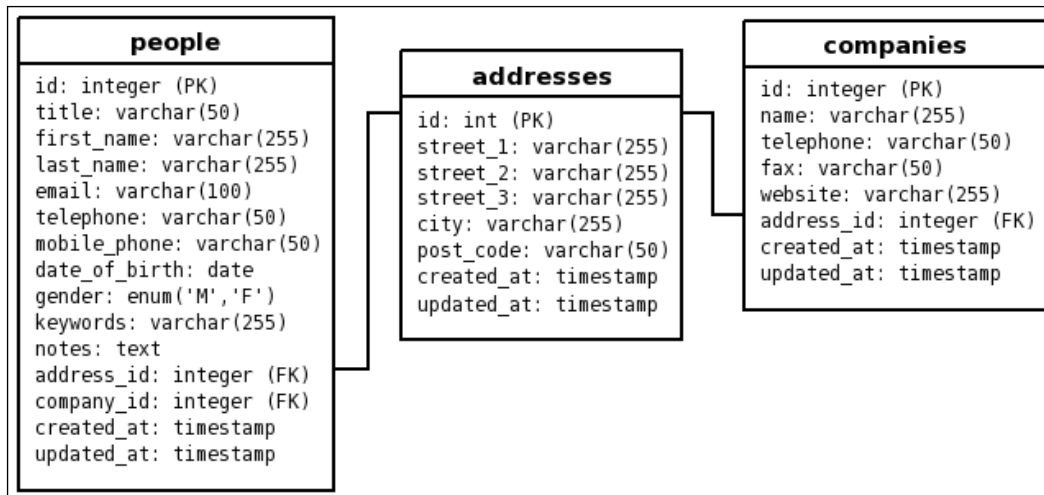 people
id: integer (PK)
title: varchar(50)
first_name: varchar(255)
last_name: varchar(255)
email: varchar(100)
telephone: varchar(50)
mobile_phone: varchar(50)
date_of_birth: date
gender: enum('M','F')
keywords: varchar(255)
notes: text
address_id: integer (FK)
company_id: integer (FK)
created_at: timestamp
updated_at: timestamp
addresses
id: int (PK)
street_1: varchar(255)
street_2: varchar(255)
street_3: varchar(255)
city: varchar(255)
post_code: varchar(50)
created_at: timestamp
updated_at: timestamp
companies
id: integer (PK)
name: varchar(255)
telephone: varchar(50)
fax: varchar(50)
website: varchar(255)
address_id: integer (FK)
created_at: timestamp
updated_at: timestamp